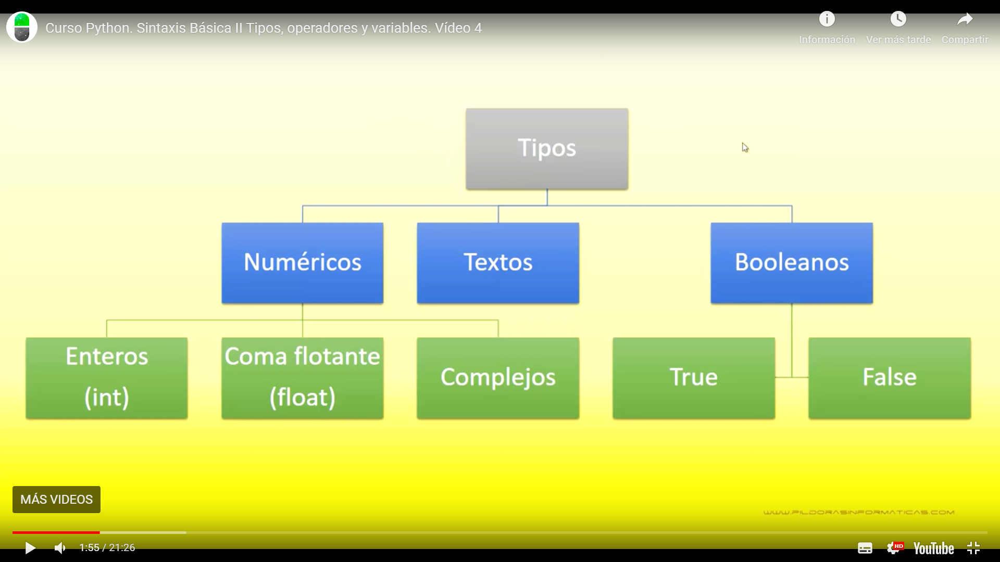 Curso Python. Sintaxis Básica II Tipos, operadores y variables. Vídeo 4
Información
Ver más tarde
Compartir
Tipos
Numéricos
Textos
Booleanos
Enteros
(int)
Coma flotante
(float)
Complejos
True
False
MÁS VIDEOS
WWW.PILDORASINFORMATICAS.COM
1:55 / 21:26
HD
YouTube